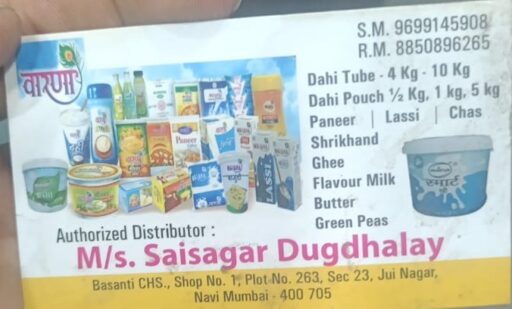 वारणा
S.M. 9699145908
R.M. 8850896265
Dahi Tube - 4 Kg - 10 Kg
Dahi Pouch ½ Kg, 1 kg, 5 kg
Paneer | Lassi | Chas
Shrikhand
Ghee
Flavour Milk
Butter
Green Peas
Paneer
LASSI
स्मार्ट
Authorized Distributor :
M/s. Saisagar Dugdhalay
Basanti CHS., Shop No. 1, Plot No. 263, Sec 23, Jui Nagar,
Navi Mumbai - 400 705